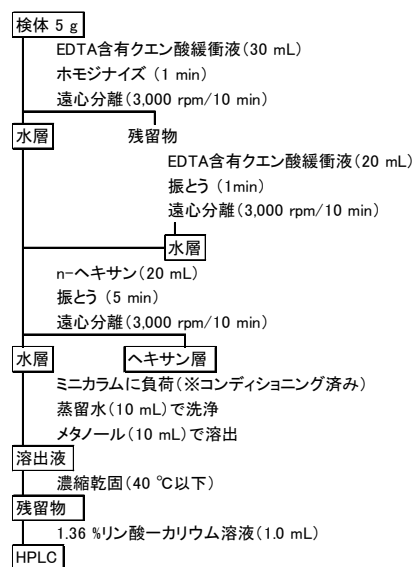 検体 5 g
EDTA含有クエン酸緩衝液(30 mL)
ホモジナイズ (1 min)
遠心分離(3,000 rpm/10 min)
水層 残留物
EDTA含有クエン酸緩衝液(20 mL)
振とう (1min)
遠心分離(3,000 rpm/10 min)
水層
n-ヘキサン(20 mL)
振とう (5 min)
遠心分離(3,000 rpm/10 min)
水層 ヘキサン層
ミニカラムに負荷(※コンディショニング済み)
蒸留水(10 mL)で洗浄
メタノール(10 mL)で溶出
溶出液
濃縮乾固(40 ℃以下)
残留物
1.36 %リン酸一カリウム溶液(1.0 mL)
HPLC